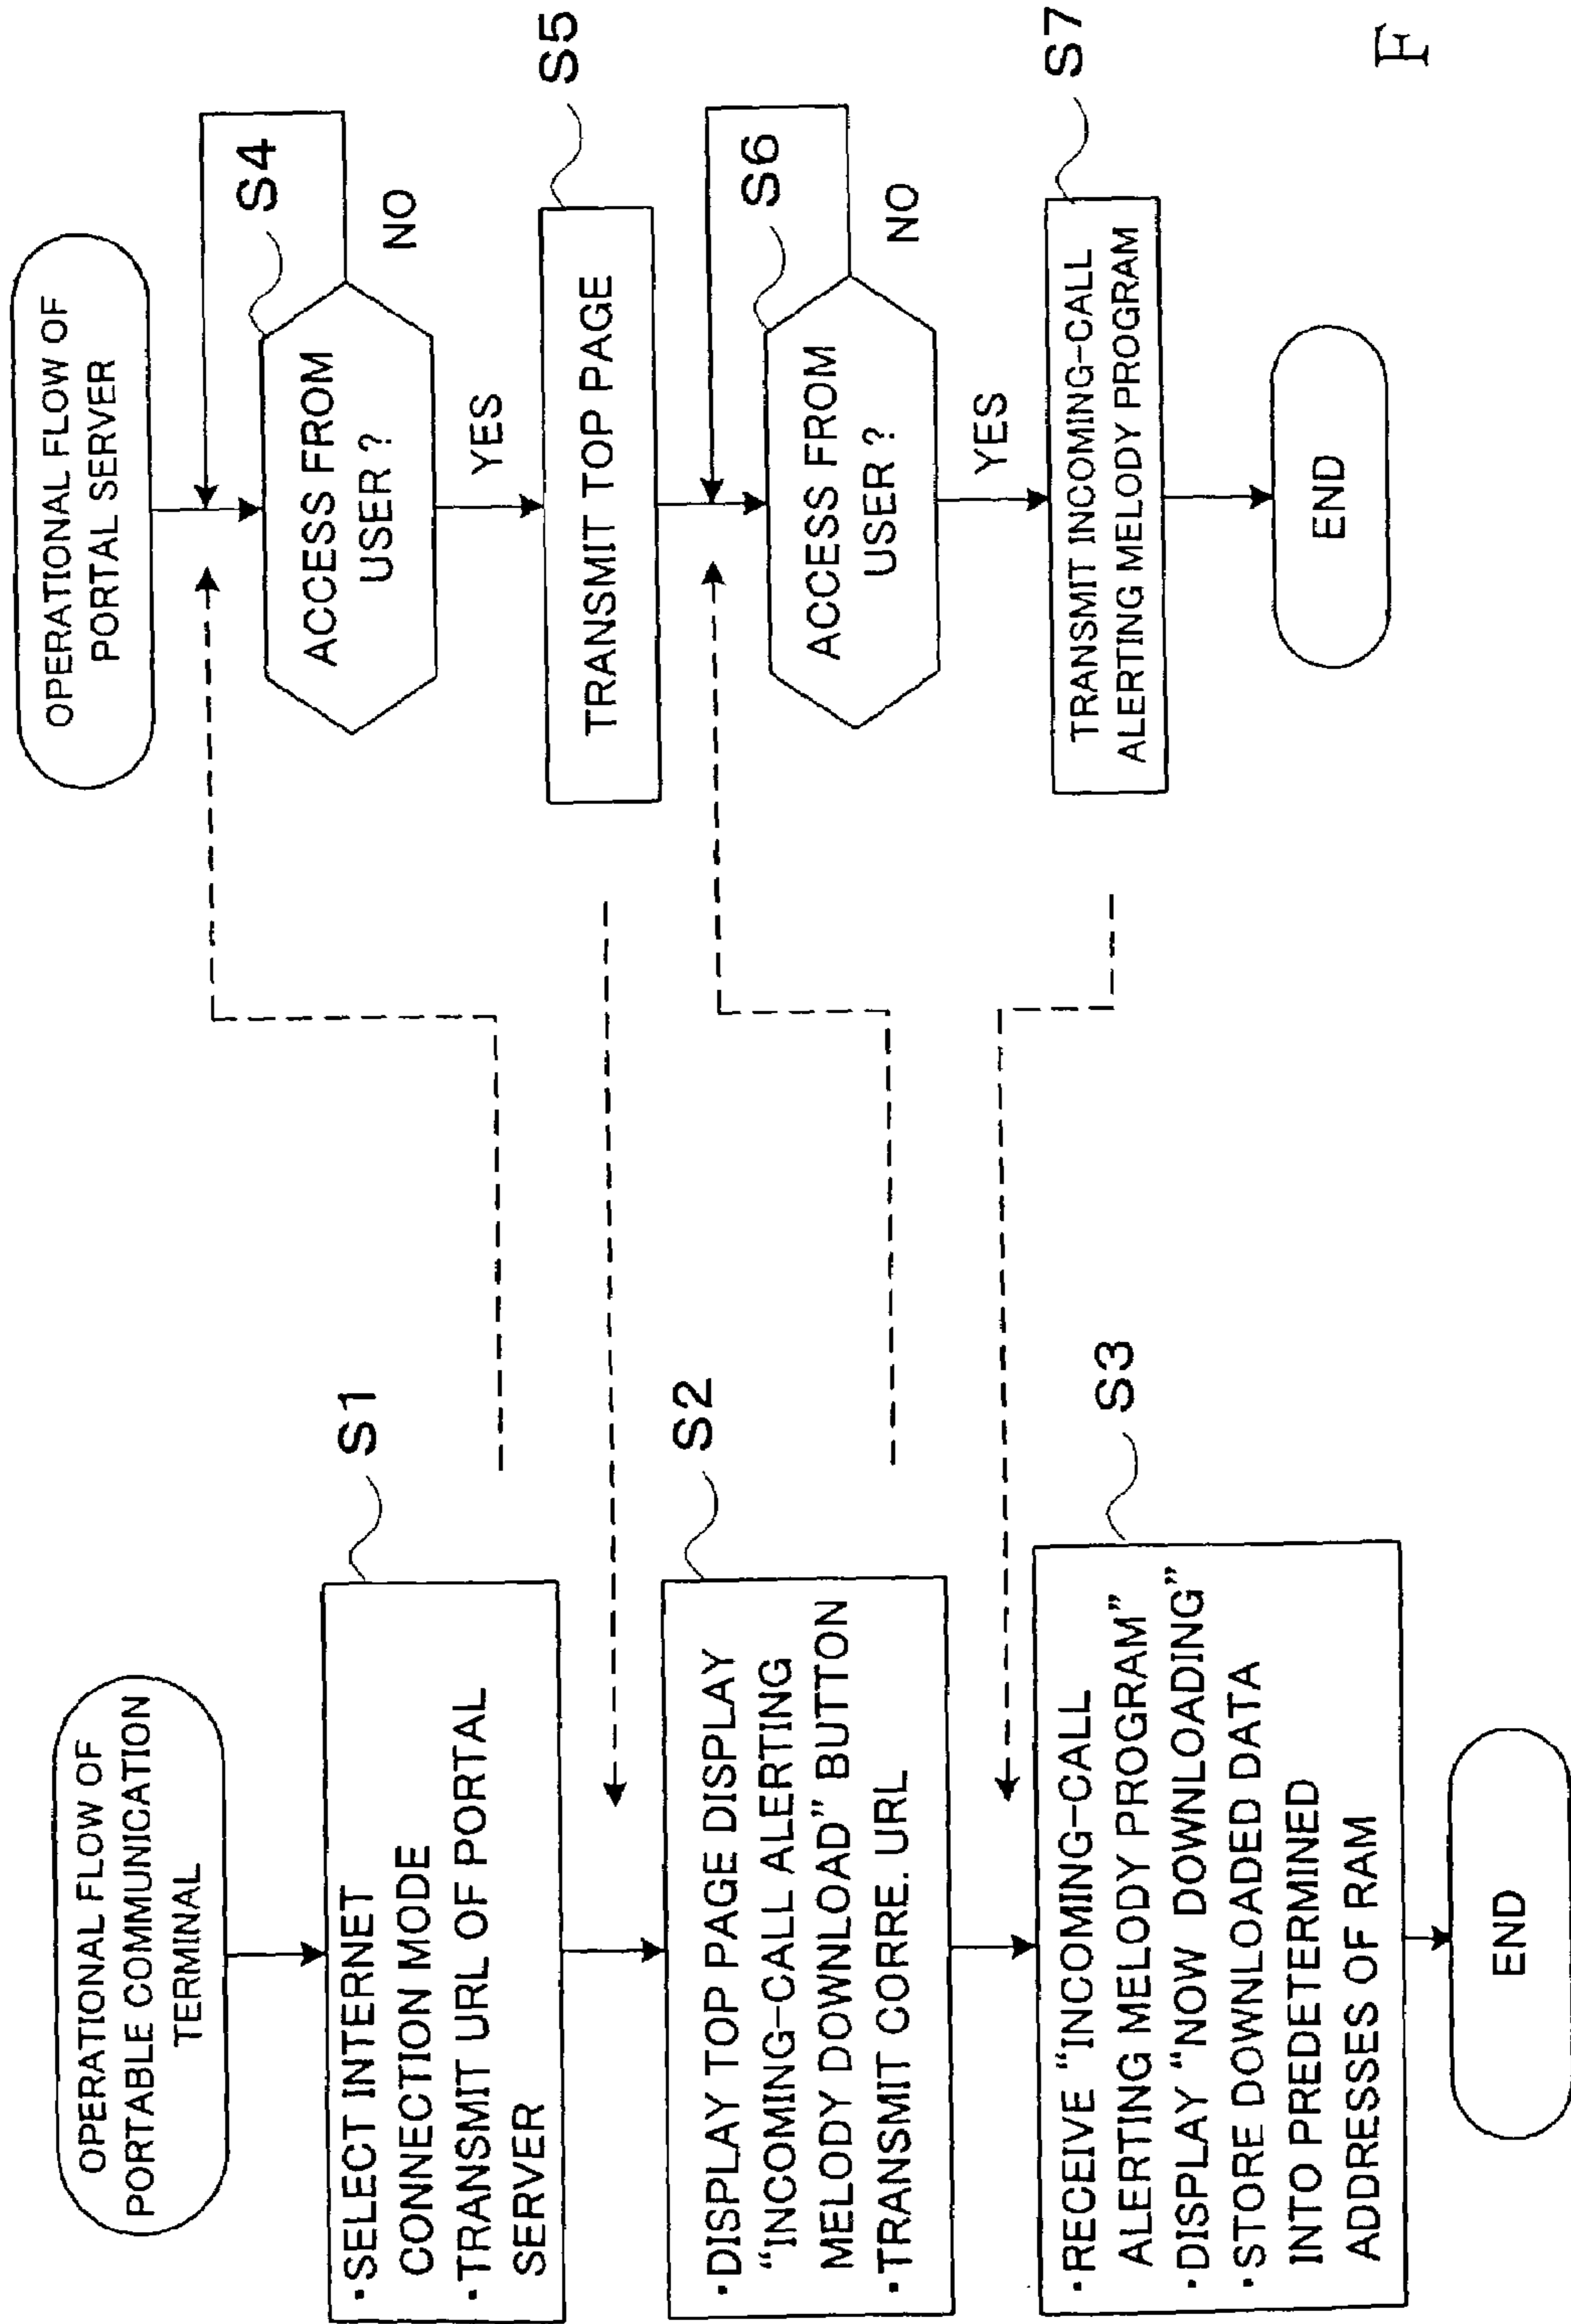 OPERATIONAL FLOW OF
PORTABLE COMMUNICATION
TERMINAL
S1
·SELECT INTERNET
CONNECTION MODE
·TRANSMIT URL OF PORTAL
SERVER
S2
·DISPLAY TOP PAGE DISPLAY
“INCOMING-CALL ALERTING
MELODY DOWNLOAD” BUTTON
·TRANSMIT CORRE. URL
S3
·RECEIVE “INCOMING-CALL
ALERTING MELODY PROGRAM”
·DISPLAY “NOW DOWNLOADING”
·STORE DOWNLOADED DATA
INTO PREDETERMINED
ADDRESSES OF RAM
END
OPERATIONAL FLOW OF
PORTAL SERVER
S4
ACCESS FROM
USER ?
NO
YES
S5
TRANSMIT TOP PAGE
S6
ACCESS FROM
USER ?
NO
YES
S7
TRANSMIT INCOMING-CALL
ALERTING MELODY PROGRAM
END
F